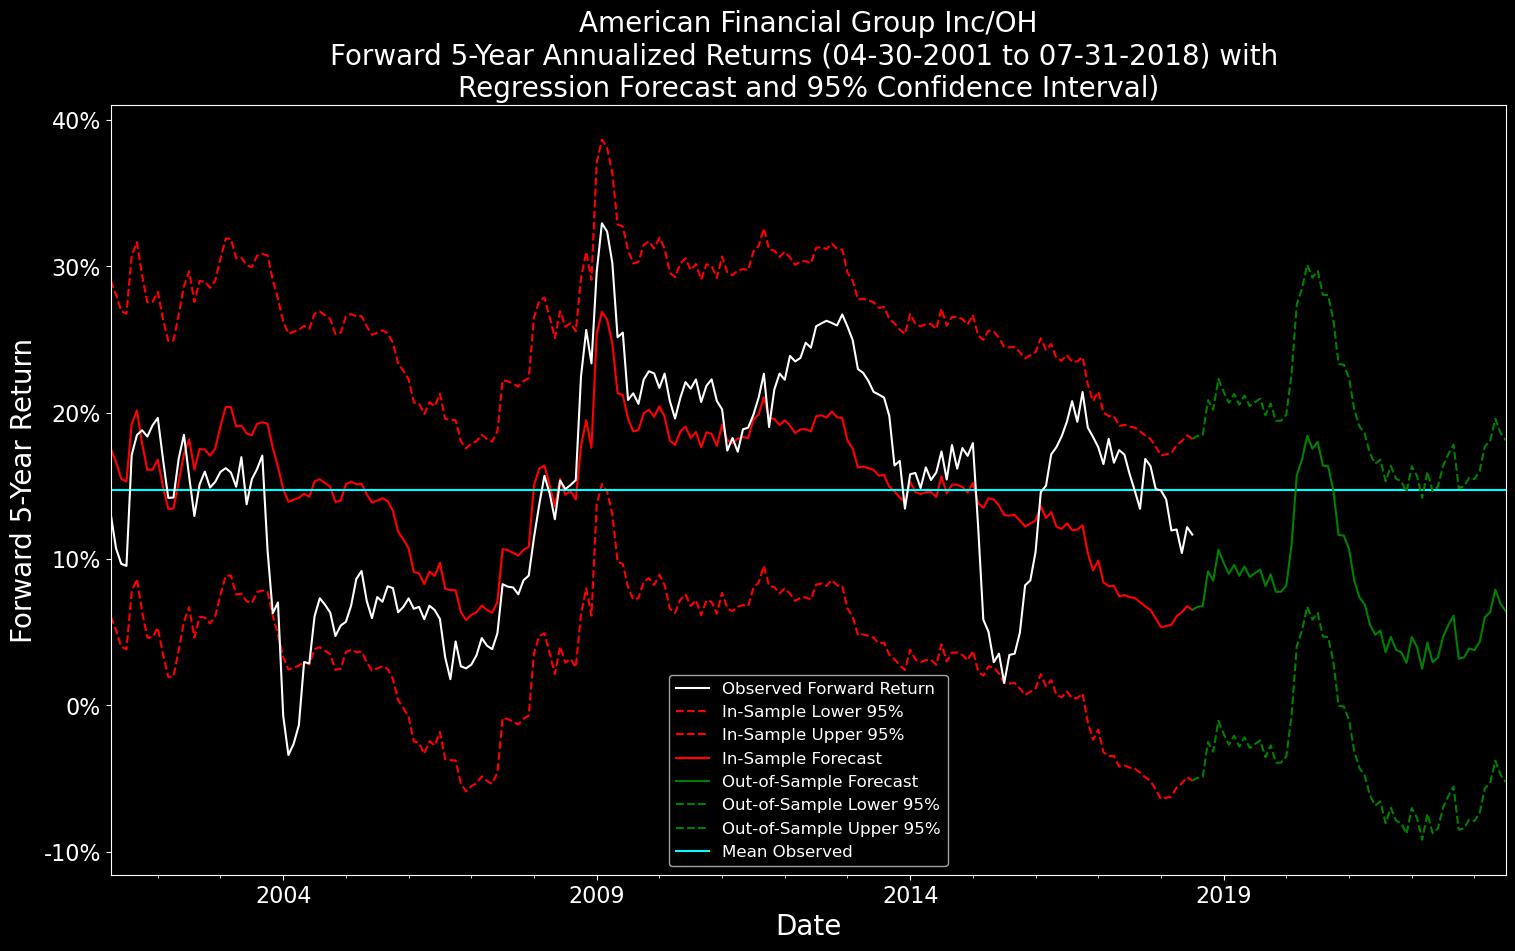 American Financial Group Inc/OH
Forward 5-Year Annualized Returns (04-30-2001 to 07-31-2018) with
Regression Forecast and 95% Confidence Interval)
40%
30%
20%
10%
0%
-10%
Forward 5-Year Return
Observed Forward Return
In-Sample Lower 95%
In-Sample Upper 95%
In-Sample Forecast
Out-of-Sample Forecast
Out-of-Sample Lower 95%
Out-of-Sample Upper 95%
Mean Observed
2004 2009 2014 2019
Date